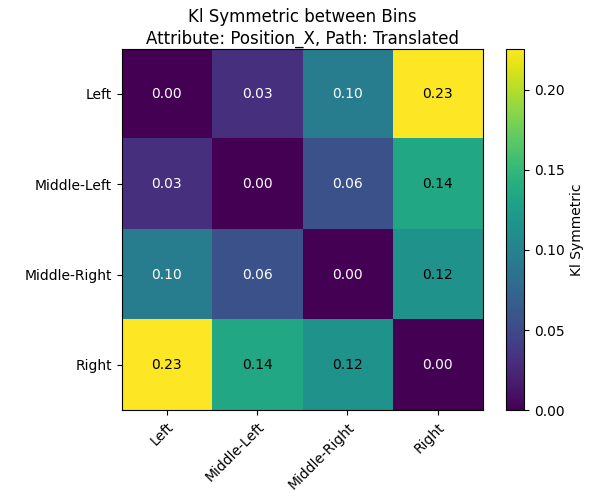 Kl Symmetric between Bins
Attribute: Position_X, Path: Translated
Left
0.00 0.03 0.10 0.23
Middle-Left
0.03 0.00 0.06 0.14
Middle-Right
0.10 0.06 0.00 0.12
Right
0.23 0.14 0.12 0.00
Left
Middle-Left
Middle-Right
Right
0.20
0.15
0.10
0.05
0.00
Kl Symmetric